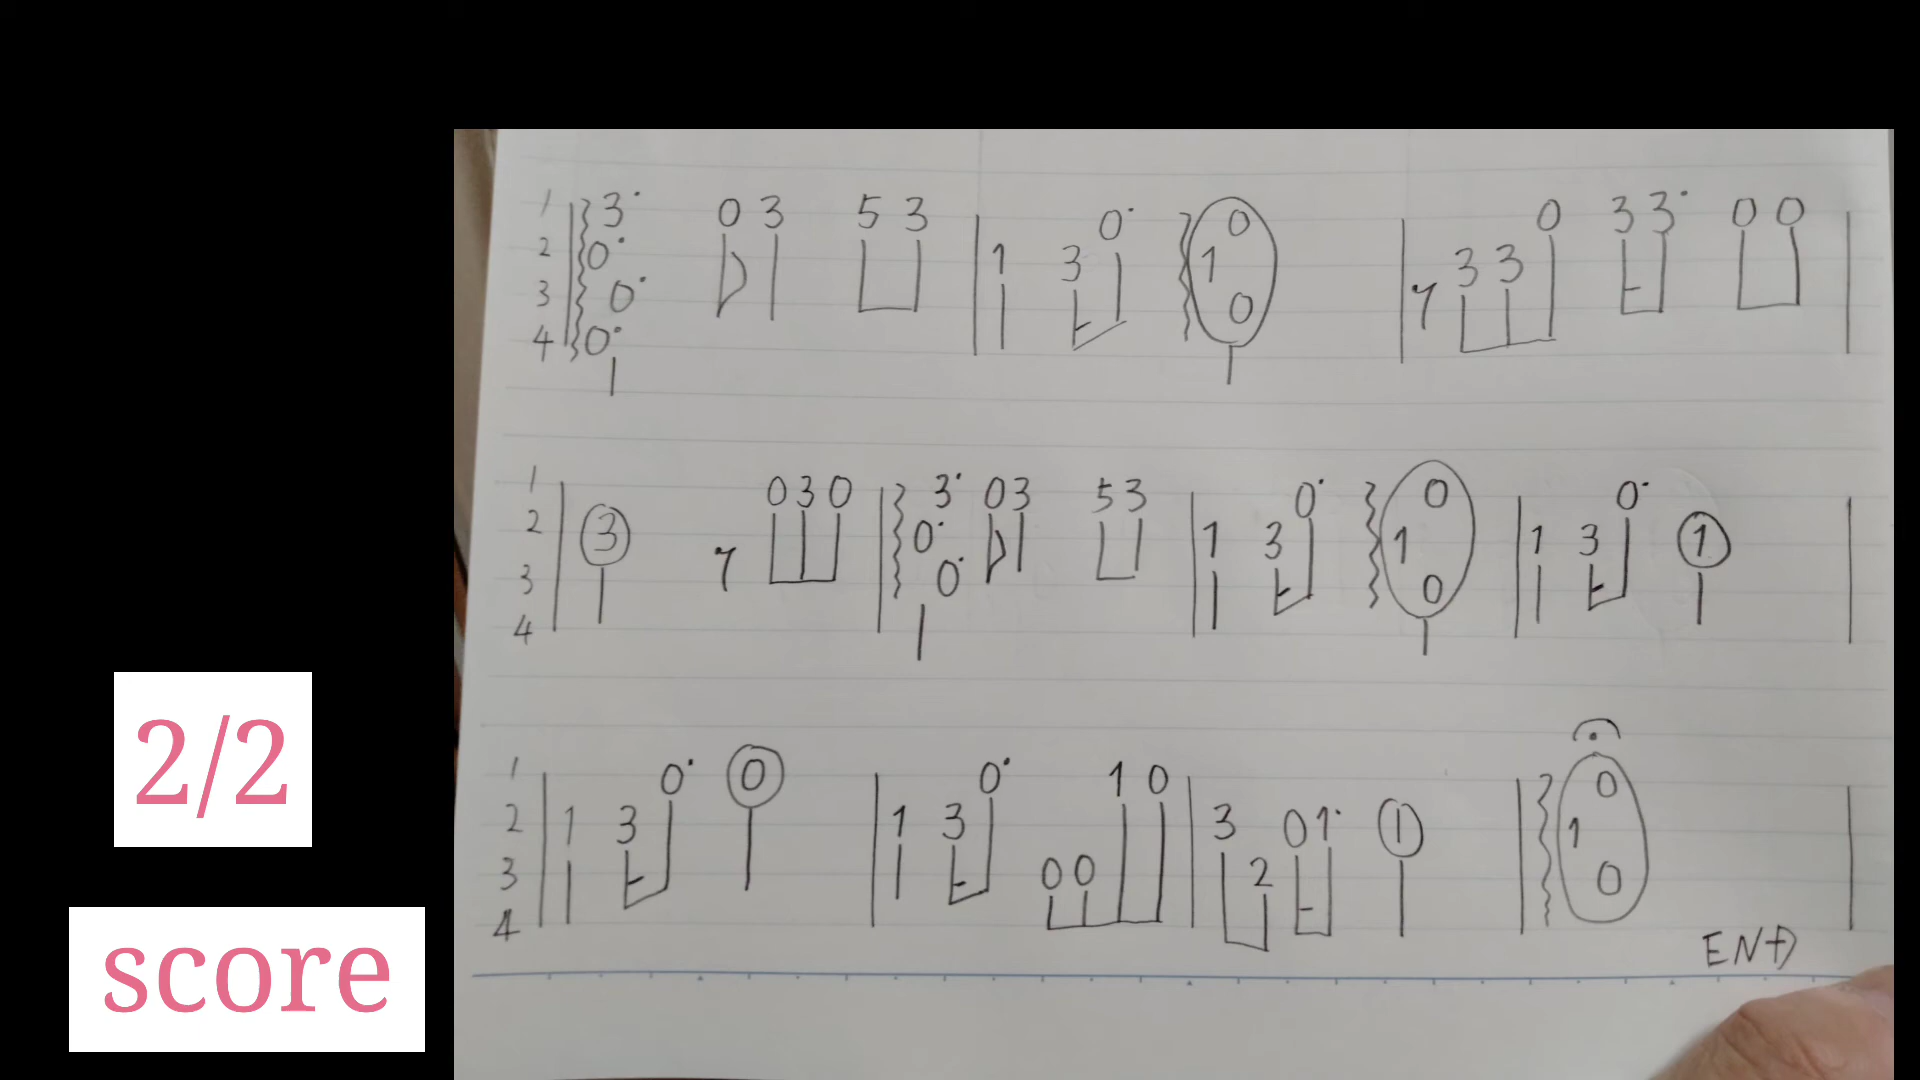 1 3· 0 3 5 3 0· 0 0 3 3· 0 0
2 0· 1 3 1 3 3
3 0· 0
4 0·
1 0 3 0 3· 0 3 5 3 0· 0 0·
2 3 0· 1 3 1 1 3 1
3 0· 0
4
1 0· 0 0· 1 0 0
2 1 3 1 3 3 0 1· 1 1
3 0 0 2 0
4
END
2/2
score